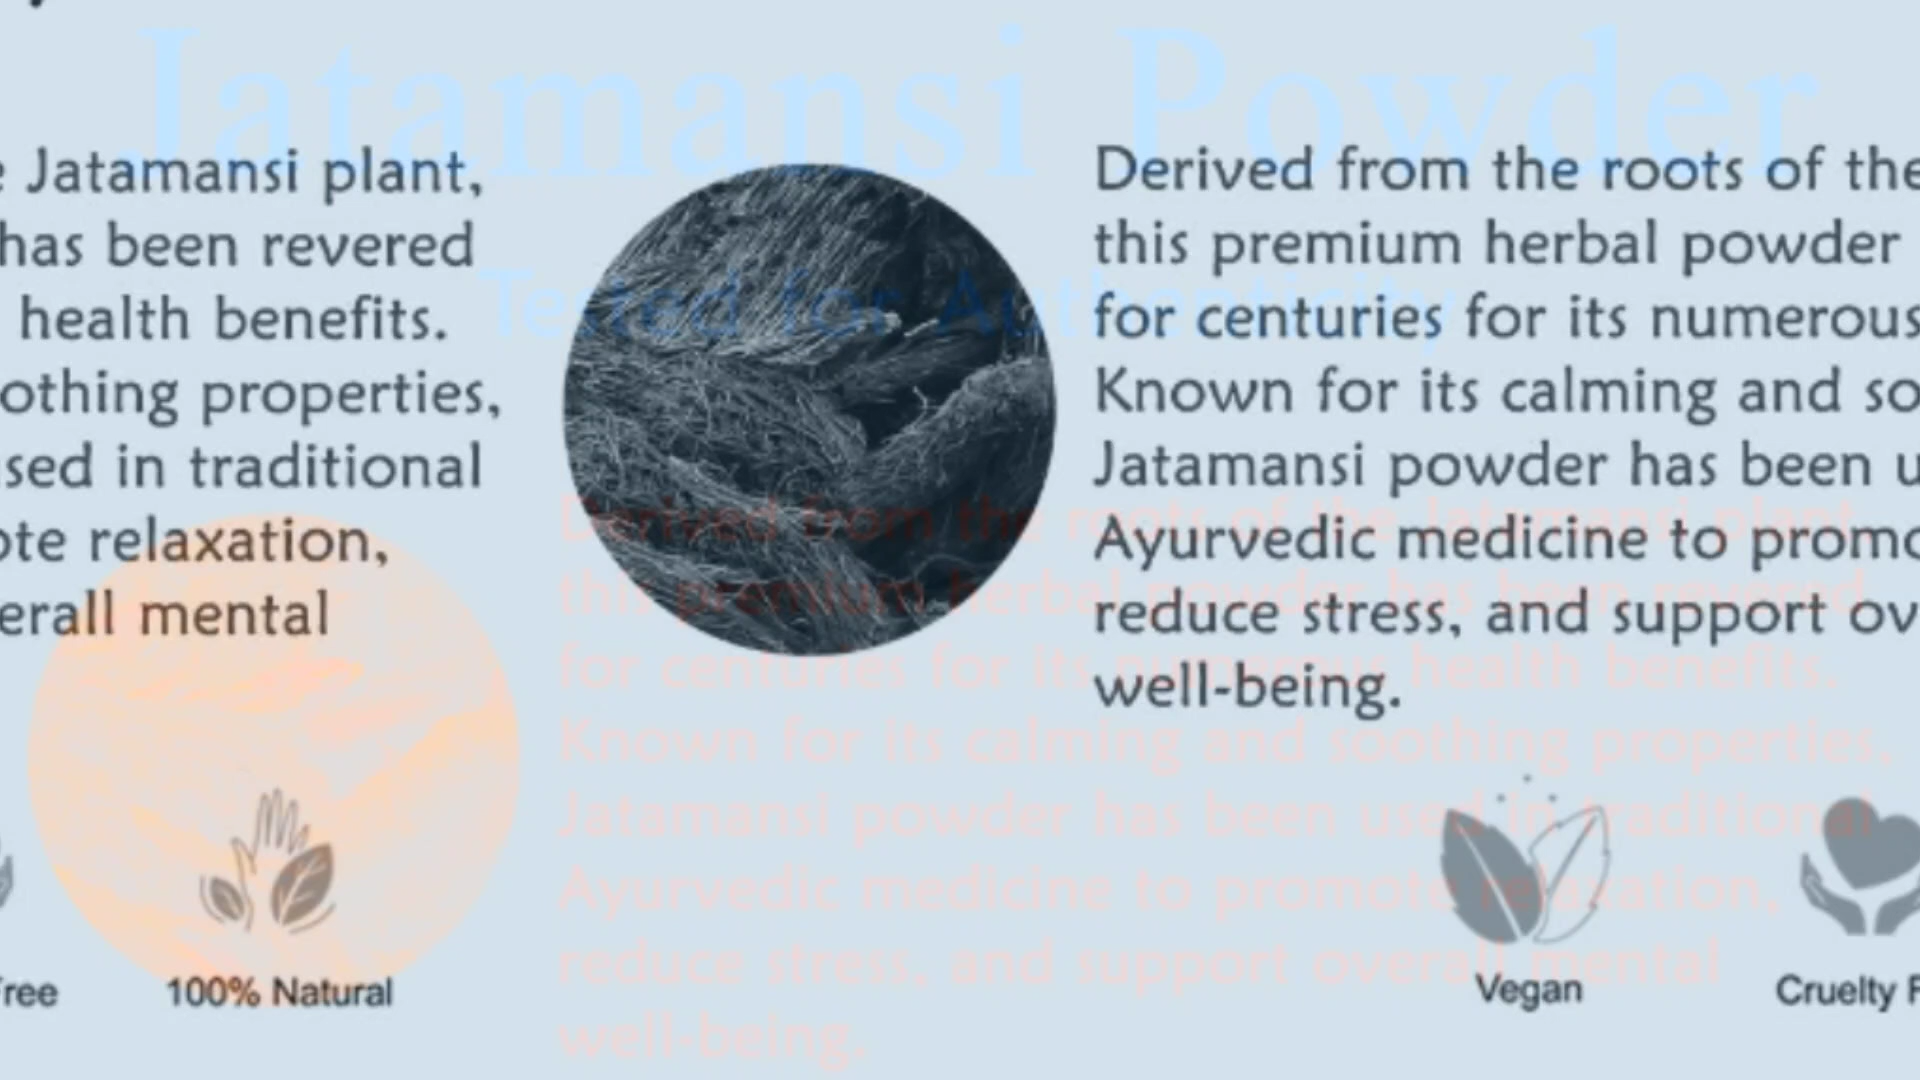 Jatamansi Powder
Tested for Authenticity
e Jatamansi plant,
has been revered
health benefits.
othing properties,
sed in traditional
ote relaxation,
erall mental
Derived from the roots of the
this premium herbal powder
for centuries for its numerous
Known for its calming and so
Jatamansi powder has been u
Ayurvedic medicine to promo
reduce stress, and support ov
well-being.
Derived from the roots of the Jatamansi plant,
this premium herbal powder has been revered
for centuries for its numerous health benefits.
Known for its calming and soothing properties,
Jatamansi powder has been used in traditional
Ayurvedic medicine to promote relaxation,
reduce stress, and support overall mental
well-being.
ree
100% Natural
Vegan
Cruelty F